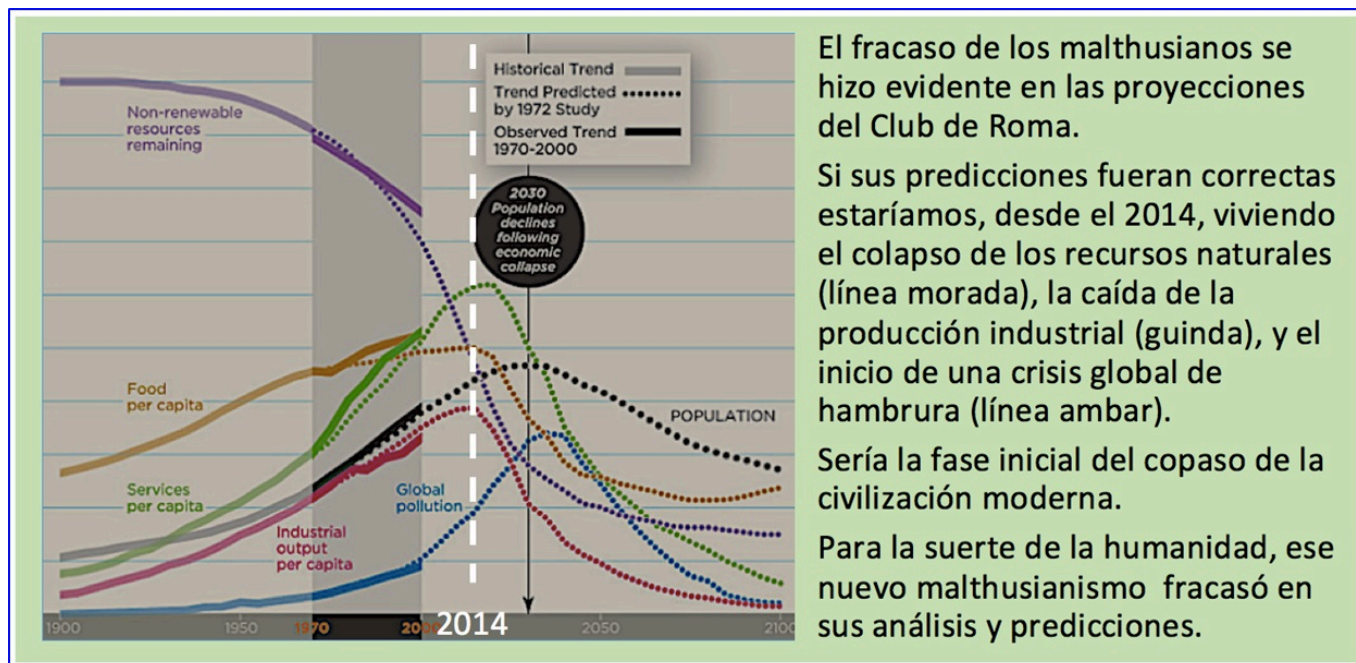 Historical Trend
Trend Predicted
by 1972 Study
Observed Trend
1970-2000
Non-renewable
resources
remaining
2030
Population
declines
following
economic
collapse
Food
per capita
POPULATION
Services
per capita
Global
pollution
Industrial
output
per capita
1900
1950
1970
2000
2014
2050
2100
El fracaso de los malthusianos se
hizo evidente en las proyecciones
del Club de Roma.
Si sus predicciones fueran correctas
estaríamos, desde el 2014, viviendo
el colapso de los recursos naturales
(línea morada), la caída de la
producción industrial (guinda), y el
inicio de una crisis global de
hambrura (línea ambar).
Sería la fase inicial del copaso de la
civilización moderna.
Para la suerte de la humanidad, ese
nuevo malthusianismo fracasó en
sus análisis y predicciones.